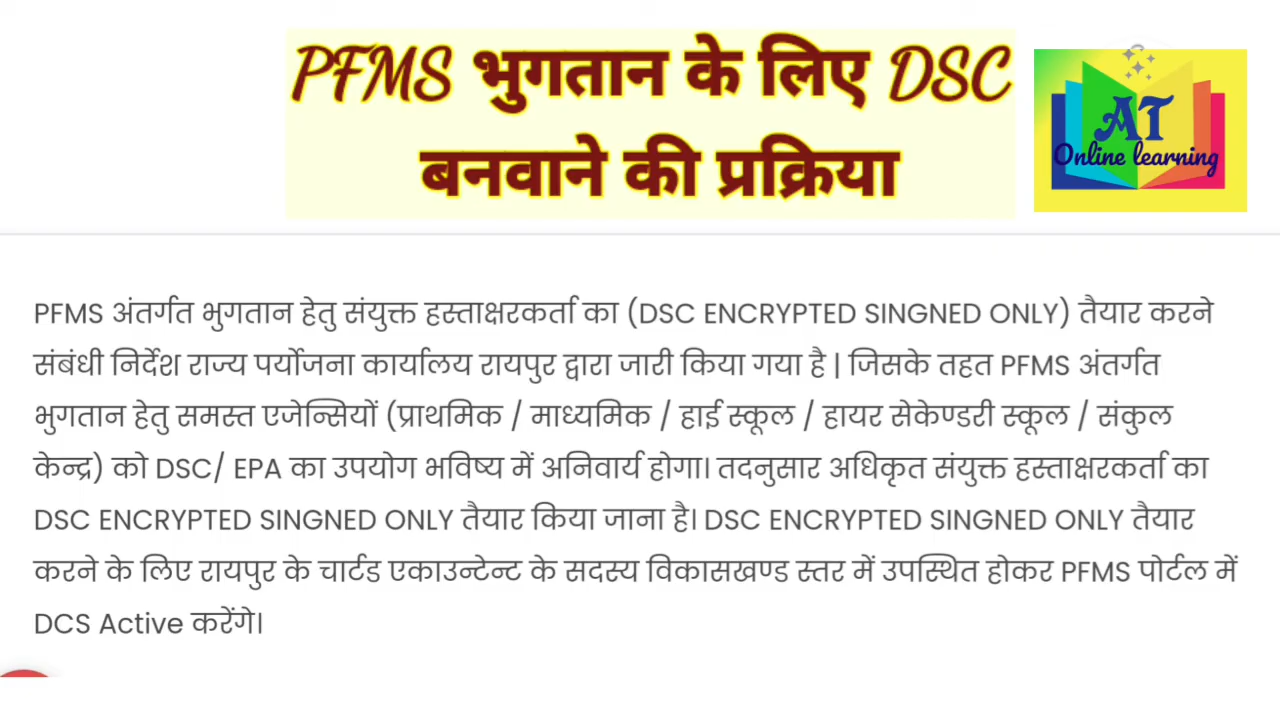 PFMS भुगतान के लिए DSC
बनवाने की प्रक्रिया
AT
Online learning
PFMS अंतर्गत भुगतान हेतु संयुक्त हस्ताक्षरकर्ता का (DSC ENCRYPTED SINGNED ONLY) तैयार करने
संबंधी निर्देश राज्य पर्योजना कार्यालय रायपुर द्वारा जारी किया गया है | जिसके तहत PFMS अंतर्गत
भुगतान हेतु समस्त एजेन्सियों (प्राथमिक / माध्यमिक / हाई स्कूल / हायर सेकेण्डरी स्कूल / संकुल
केन्द्र) को DSC/ EPA का उपयोग भविष्य में अनिवार्य होगा। तदनुसार अधिकृत संयुक्त हस्ताक्षरकर्ता का
DSC ENCRYPTED SINGNED ONLY तैयार किया जाना है। DSC ENCRYPTED SINGNED ONLY तैयार
करने के लिए रायपुर के चार्टड एकाउन्टेन्ट के सदस्य विकासखण्ड स्तर में उपस्थित होकर PFMS पोर्टल में
DCS Active करेंगे।